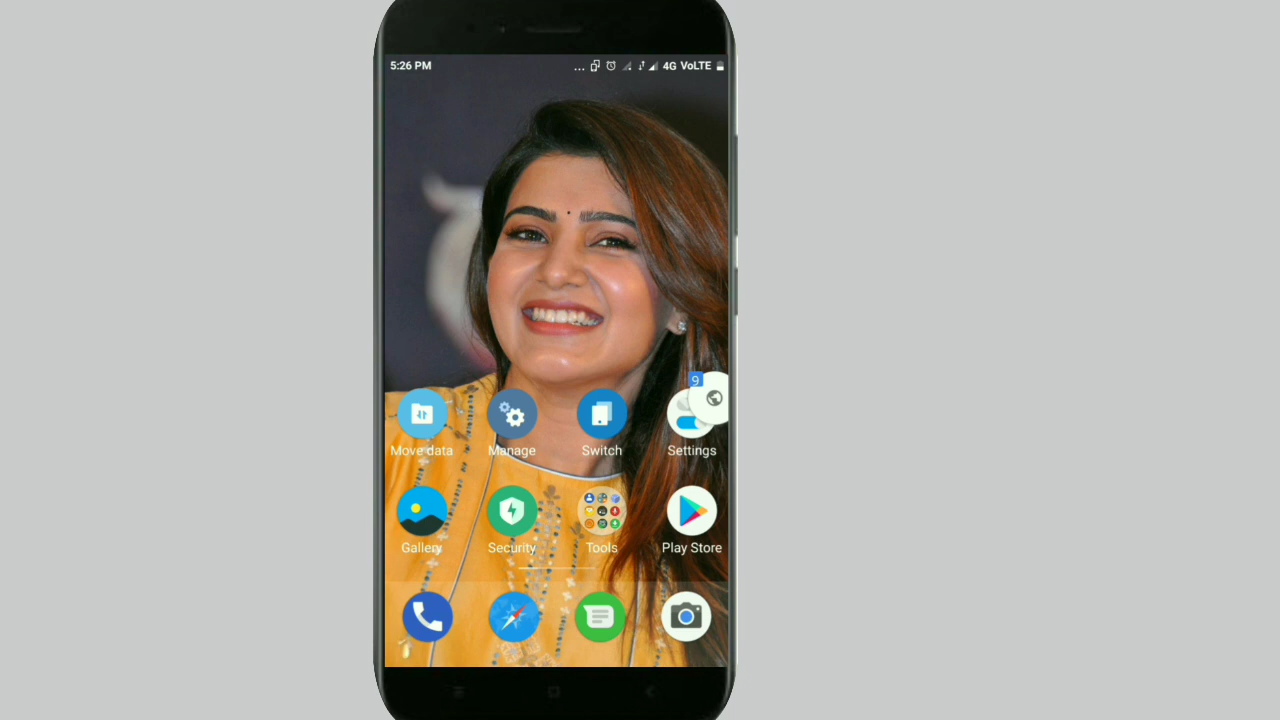 5:26 PM ... 4G VoLTE
9
Move data Manage Switch Settings
Gallery Security Tools Play Store